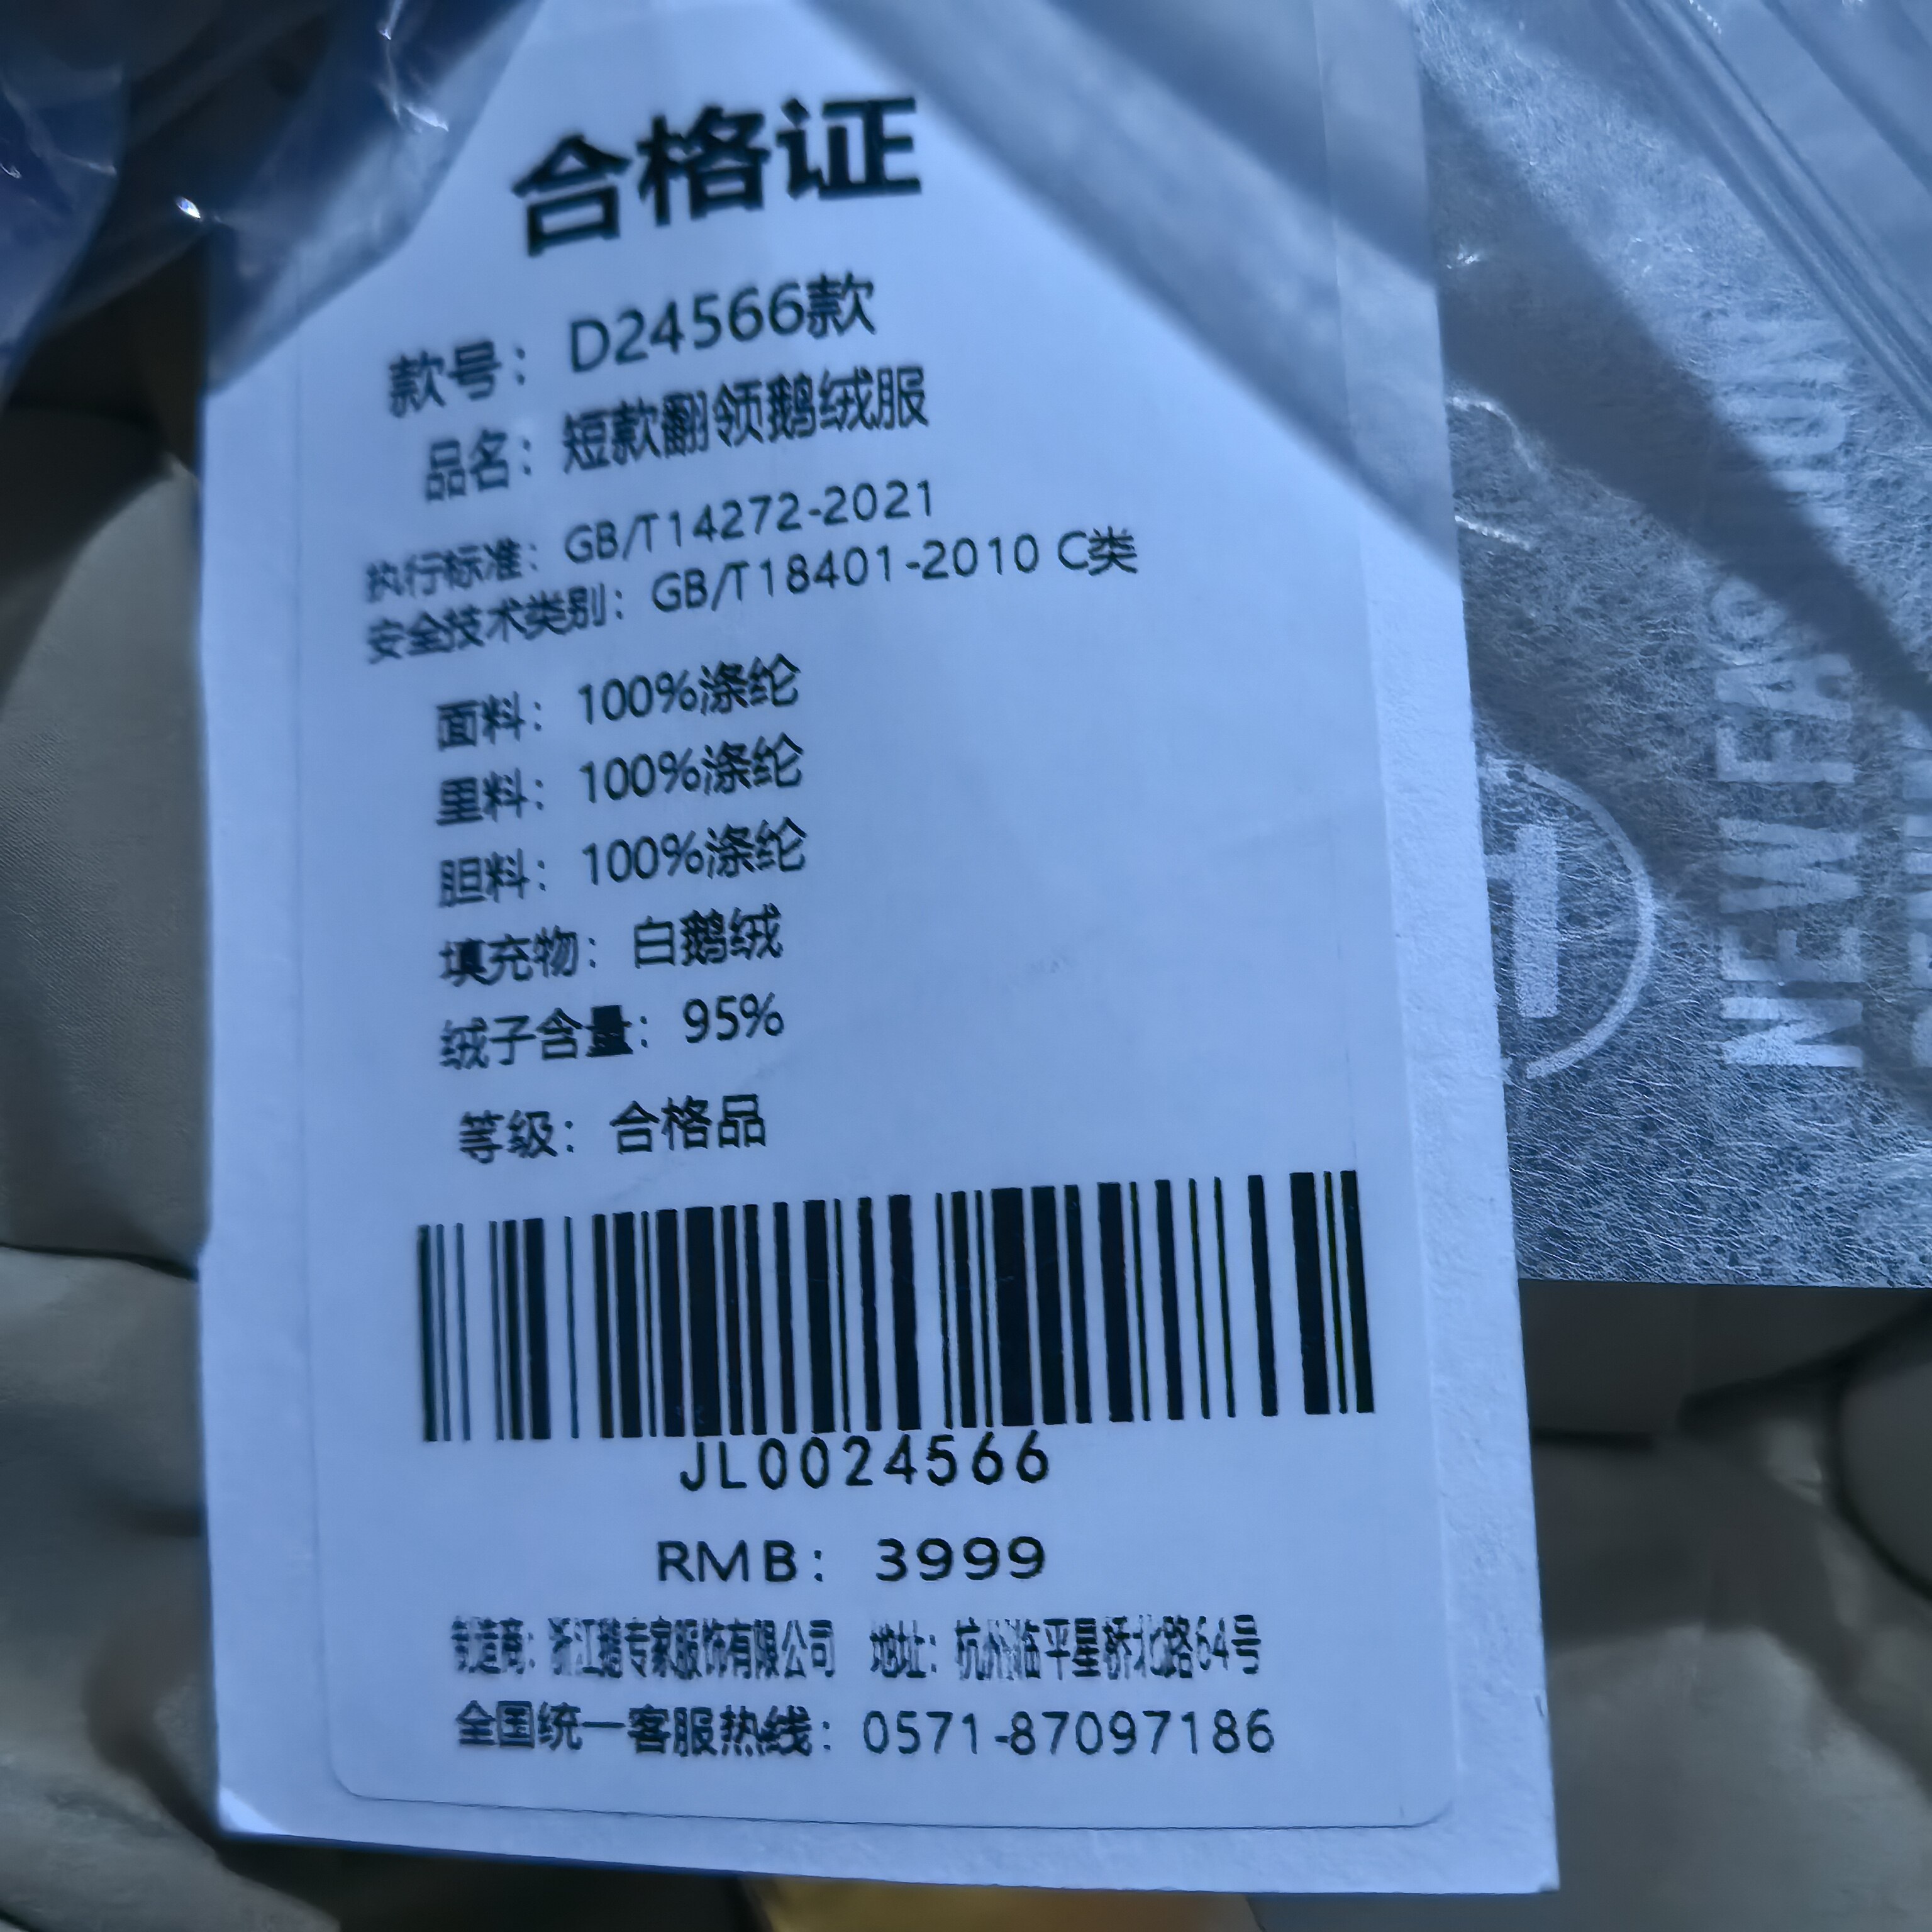 合格证
款号：D24566款
品名：短款翻领鹅绒服
执行标准：GB/T14272-2021
安全技术类别：GB/T18401-2010 C类
面料：100%涤纶
里料：100%涤纶
胆料：100%涤纶
填充物：白鹅绒
绒子含量：95%
等级：合格品
JL0024566
RMB：3999
制造商：浙江鹅专家服饰有限公司 地址：杭州临平星桥北路64号
全国统一客服热线：0571-87097186
NEW FASHION